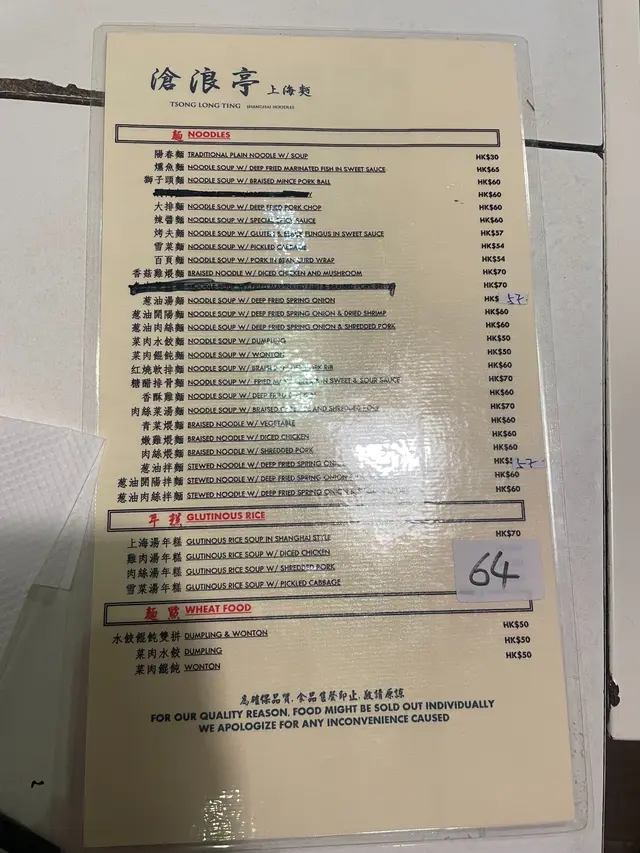 滄浪亭 上海麵
TSONG LONG TING SHANGHAI NOODLES
麵 NOODLES
陽春麵 TRADITIONAL PLAIN NOODLE W/ SOUP HK$30
燻魚麵 NOODLE SOUP W/ DEEP FRIED MARINATED FISH IN SWEET SAUCE HK$65
獅子頭麵 NOODLE SOUP W/ BRAISED MINCE PORK BALL HK$60
HK$60
大排麵 NOODLE SOUP W/ DEEP FRIED PORK CHOP HK$60
辣醬麵 NOODLE SOUP W/ SPECIAL SPICY SAUCE HK$60
烤夫麵 NOODLE SOUP W/ GLUTEN & BLACK FUNGUS IN SWEET SAUCE HK$57
雪菜麵 NOODLE SOUP W/ PICKLED CABBAGE HK$54
百頁麵 NOODLE SOUP W/ PORK IN BEAN CURD WRAP HK$54
香菇雞煨麵 BRAISED NOODLE W/ DICED CHICKEN AND MUSHROOM HK$70
HK$70
葱油湯麵 NOODLE SOUP W/ DEEP FRIED SPRING ONION HK$ 57
葱油開陽麵 NOODLE SOUP W/ DEEP FRIED SPRING ONION & DRIED SHRIMP HK$60
葱油肉絲麵 NOODLE SOUP W/ DEEP FRIED SPRING ONION & SHREDDED PORK HK$60
菜肉水餃麵 NOODLE SOUP W/ DUMPLING HK$50
菜肉餛飩麵 NOODLE SOUP W/ WONTON HK$50
紅燒軟排麵 NOODLE SOUP W/ BRAISED PORK RIB HK$60
糖醋排骨麵 NOODLE SOUP W/ FRIED IN SWEET & SOUR SAUCE HK$70
香酥雞麵 NOODLE SOUP W/ DEEP FRIED HK$60
肉絲菜湯麵 NOODLE SOUP W/ BRAISED AND SHREDDED PORK HK$70
青菜煨麵 BRAISED NOODLE W/ VEGETABLE HK$60
嫩雞煨麵 BRAISED NOODLE W/ DICED CHICKEN HK$60
肉絲煨麵 BRAISED NOODLE W/ SHREDDED PORK HK$60
葱油拌麵 STEWED NOODLE W/ DEEP FRIED SPRING ONION HK$ 57
葱油開陽拌麵 STEWED NOODLE W/ DEEP FRIED SPRING ONION HK$60
葱油肉絲拌麵 STEWED NOODLE W/ DEEP FRIED SPRING ONION HK$60
年糕 GLUTINOUS RICE
上海湯年糕 GLUTINOUS RICE SOUP IN SHANGHAI STYLE HK$70
雞肉湯年糕 GLUTINOUS RICE SOUP W/ DICED CHICKEN
肉絲湯年糕 GLUTINOUS RICE SOUP W/ SHREDDED PORK
雪菜湯年糕 GLUTINOUS RICE SOUP W/ PICKLED CABBAGE
64
麵點 WHEAT FOOD
水餃餛飩雙拼 DUMPLING & WONTON HK$50
菜肉水餃 DUMPLING HK$50
菜肉餛飩 WONTON HK$50
為確保品質，食品售罄即止，敬請原諒
FOR OUR QUALITY REASON, FOOD MIGHT BE SOLD OUT INDIVIDUALLY
WE APOLOGIZE FOR ANY INCONVENIENCE CAUSED